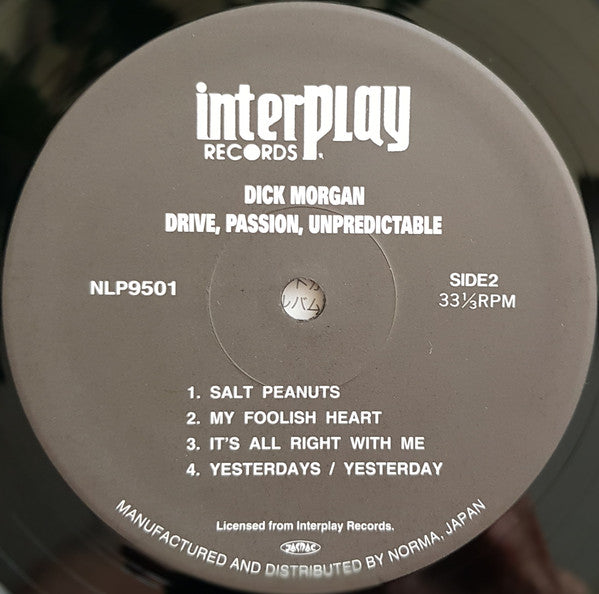 interplay
RECORDS
DICK MORGAN
DRIVE, PASSION, UNPREDICTABLE
NLP9501
SIDE2
33⅓RPM
1. SALT PEANUTS
2. MY FOOLISH HEART
3. IT'S ALL RIGHT WITH ME
4. YESTERDAYS / YESTERDAY
Licensed from Interplay Records.
JASRAC
MANUFACTURED AND DISTRIBUTED BY NORMA, JAPAN